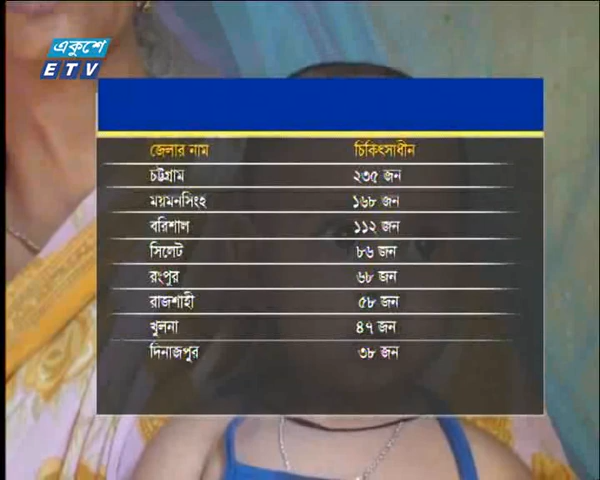 একুশে
ETV
জেলার নাম চিকিৎসাধীন
চট্টগ্রাম ২৩৫ জন
ময়মনসিংহ ১৬৮ জন
বরিশাল ১১২ জন
সিলেট ৮৬ জন
রংপুর ৬৮ জন
রাজশাহী ৫৮ জন
খুলনা ৪৭ জন
দিনাজপুর ৩৮ জন